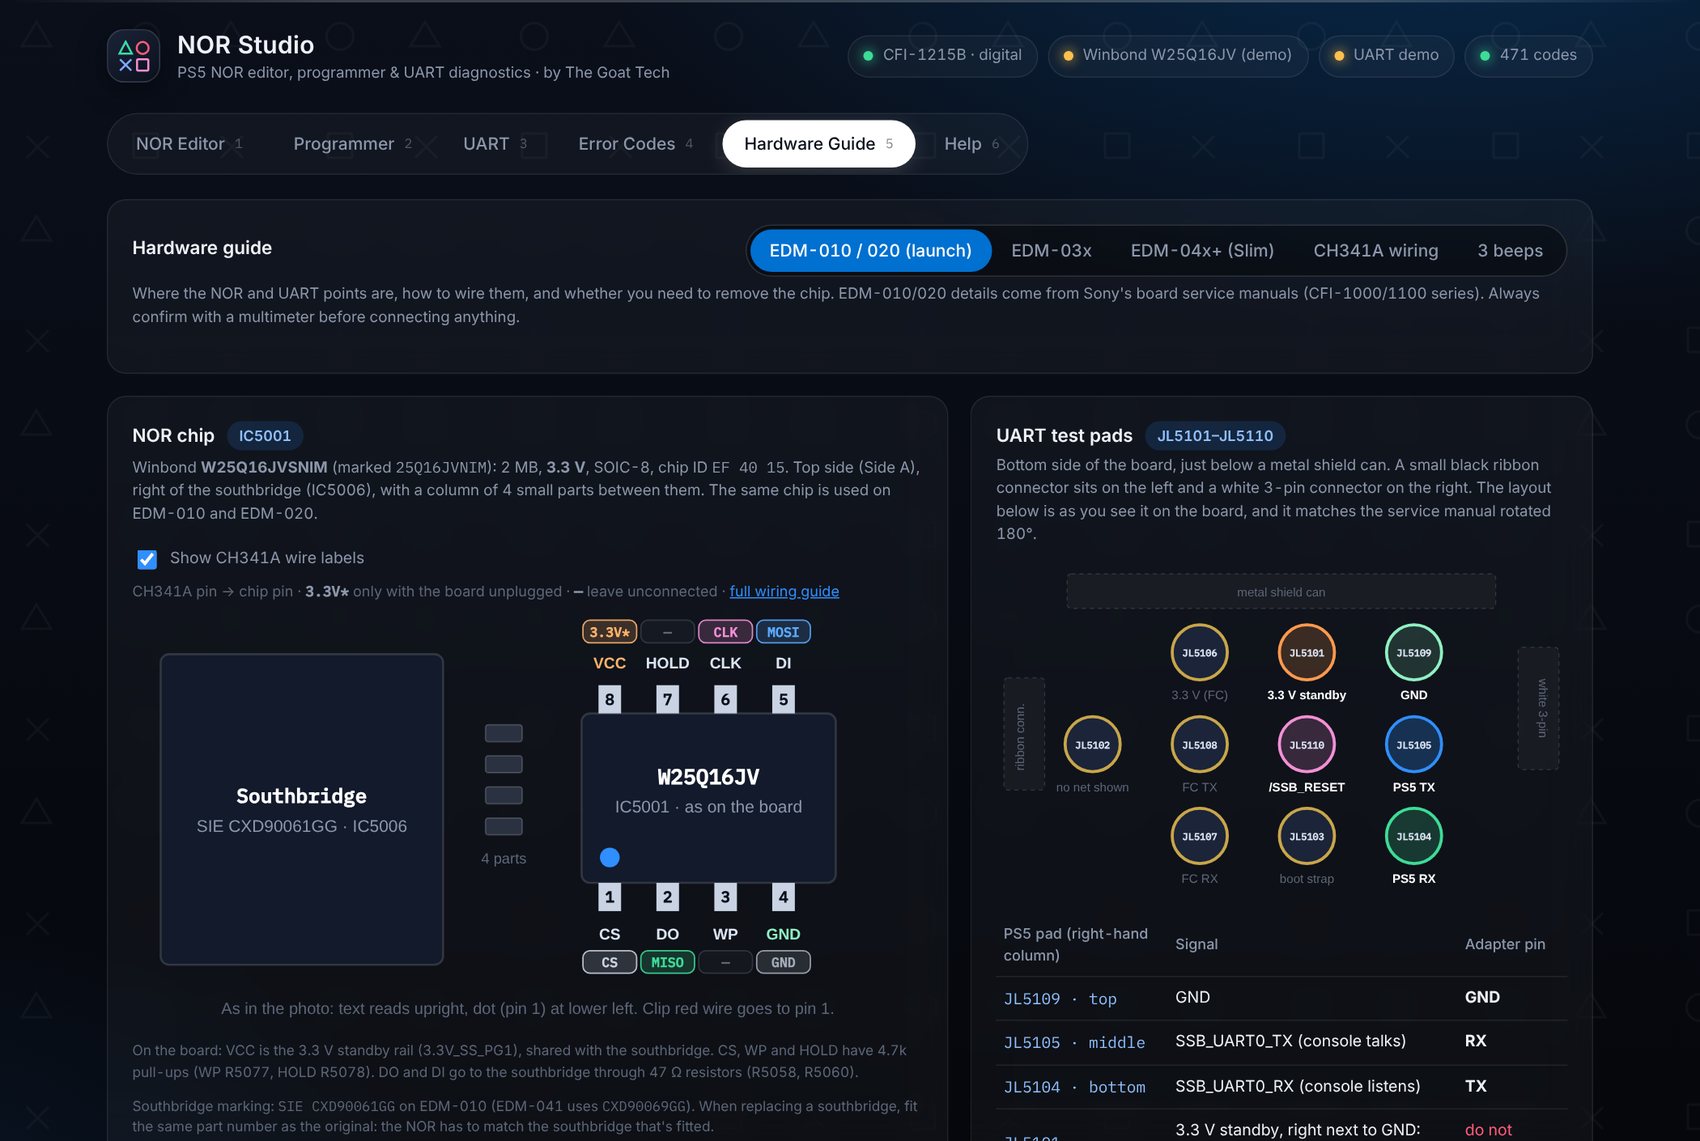 NOR Studio
PS5 NOR editor, programmer & UART diagnostics · by The Goat Tech
CFI-1215B · digital
Winbond W25Q16JV (demo)
UART demo
471 codes
NOR Editor 1
Programmer 2
UART 3
Error Codes 4
Hardware Guide 5
Help 6
Hardware guide
EDM-010 / 020 (launch)
EDM-03x
EDM-04x+ (Slim)
CH341A wiring
3 beeps
Where the NOR and UART points are, how to wire them, and whether you need to remove the chip. EDM-010/020 details come from Sony's board service manuals (CFI-1000/1100 series). Always
confirm with a multimeter before connecting anything.
NOR chip IC5001
Winbond W25Q16JVSNIM (marked 25Q16JVNIM): 2 MB, 3.3 V, SOIC-8, chip ID EF 40 15. Top side (Side A),
right of the southbridge (IC5006), with a column of 4 small parts between them. The same chip is used on
EDM-010 and EDM-020.
Show CH341A wire labels
CH341A pin → chip pin · 3.3V* only with the board unplugged · — leave unconnected · full wiring guide
3.3V* — CLK MOSI
VCC HOLD CLK DI
8 7 6 5
Southbridge
SIE CXD90061GG · IC5006
4 parts
W25Q16JV
IC5001 · as on the board
1 2 3 4
CS DO WP GND
CS MISO — GND
As in the photo: text reads upright, dot (pin 1) at lower left. Clip red wire goes to pin 1.
On the board: VCC is the 3.3 V standby rail (3.3V_SS_PG1), shared with the southbridge. CS, WP and HOLD have 4.7k
pull-ups (WP R5077, HOLD R5078). DO and DI go to the southbridge through 47 Ω resistors (R5058, R5060).
Southbridge marking: SIE CXD90061GG on EDM-010 (EDM-041 uses CXD90069GG). When replacing a southbridge, fit
the same part number as the original: the NOR has to match the southbridge that's fitted.
UART test pads JL5101–JL5110
Bottom side of the board, just below a metal shield can. A small black ribbon
connector sits on the left and a white 3-pin connector on the right. The layout
below is as you see it on the board, and it matches the service manual rotated
180°.
metal shield can
JL5106 JL5101 JL5109
3.3 V (FC) 3.3 V standby GND
ribbon conn.
white 3-pin
JL5102 JL5108 JL5110 JL5105
no net shown FC TX /SSB_RESET PS5 TX
JL5107 JL5103 JL5104
FC RX boot strap PS5 RX
PS5 pad (right-hand
column)
Signal
Adapter pin
JL5109 · top GND GND
JL5105 · middle SSB_UART0_TX (console talks) RX
JL5104 · bottom SSB_UART0_RX (console listens) TX
3.3 V standby, right next to GND: do not